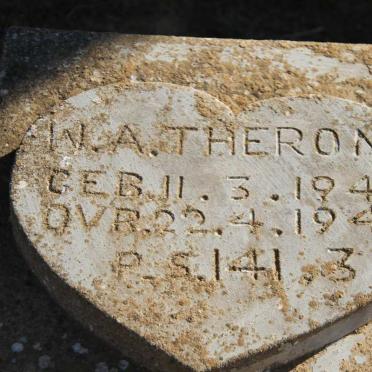 W.A. THERON
GEB. 11.3.194
OVR. 22.4.194
P.S. 141.3